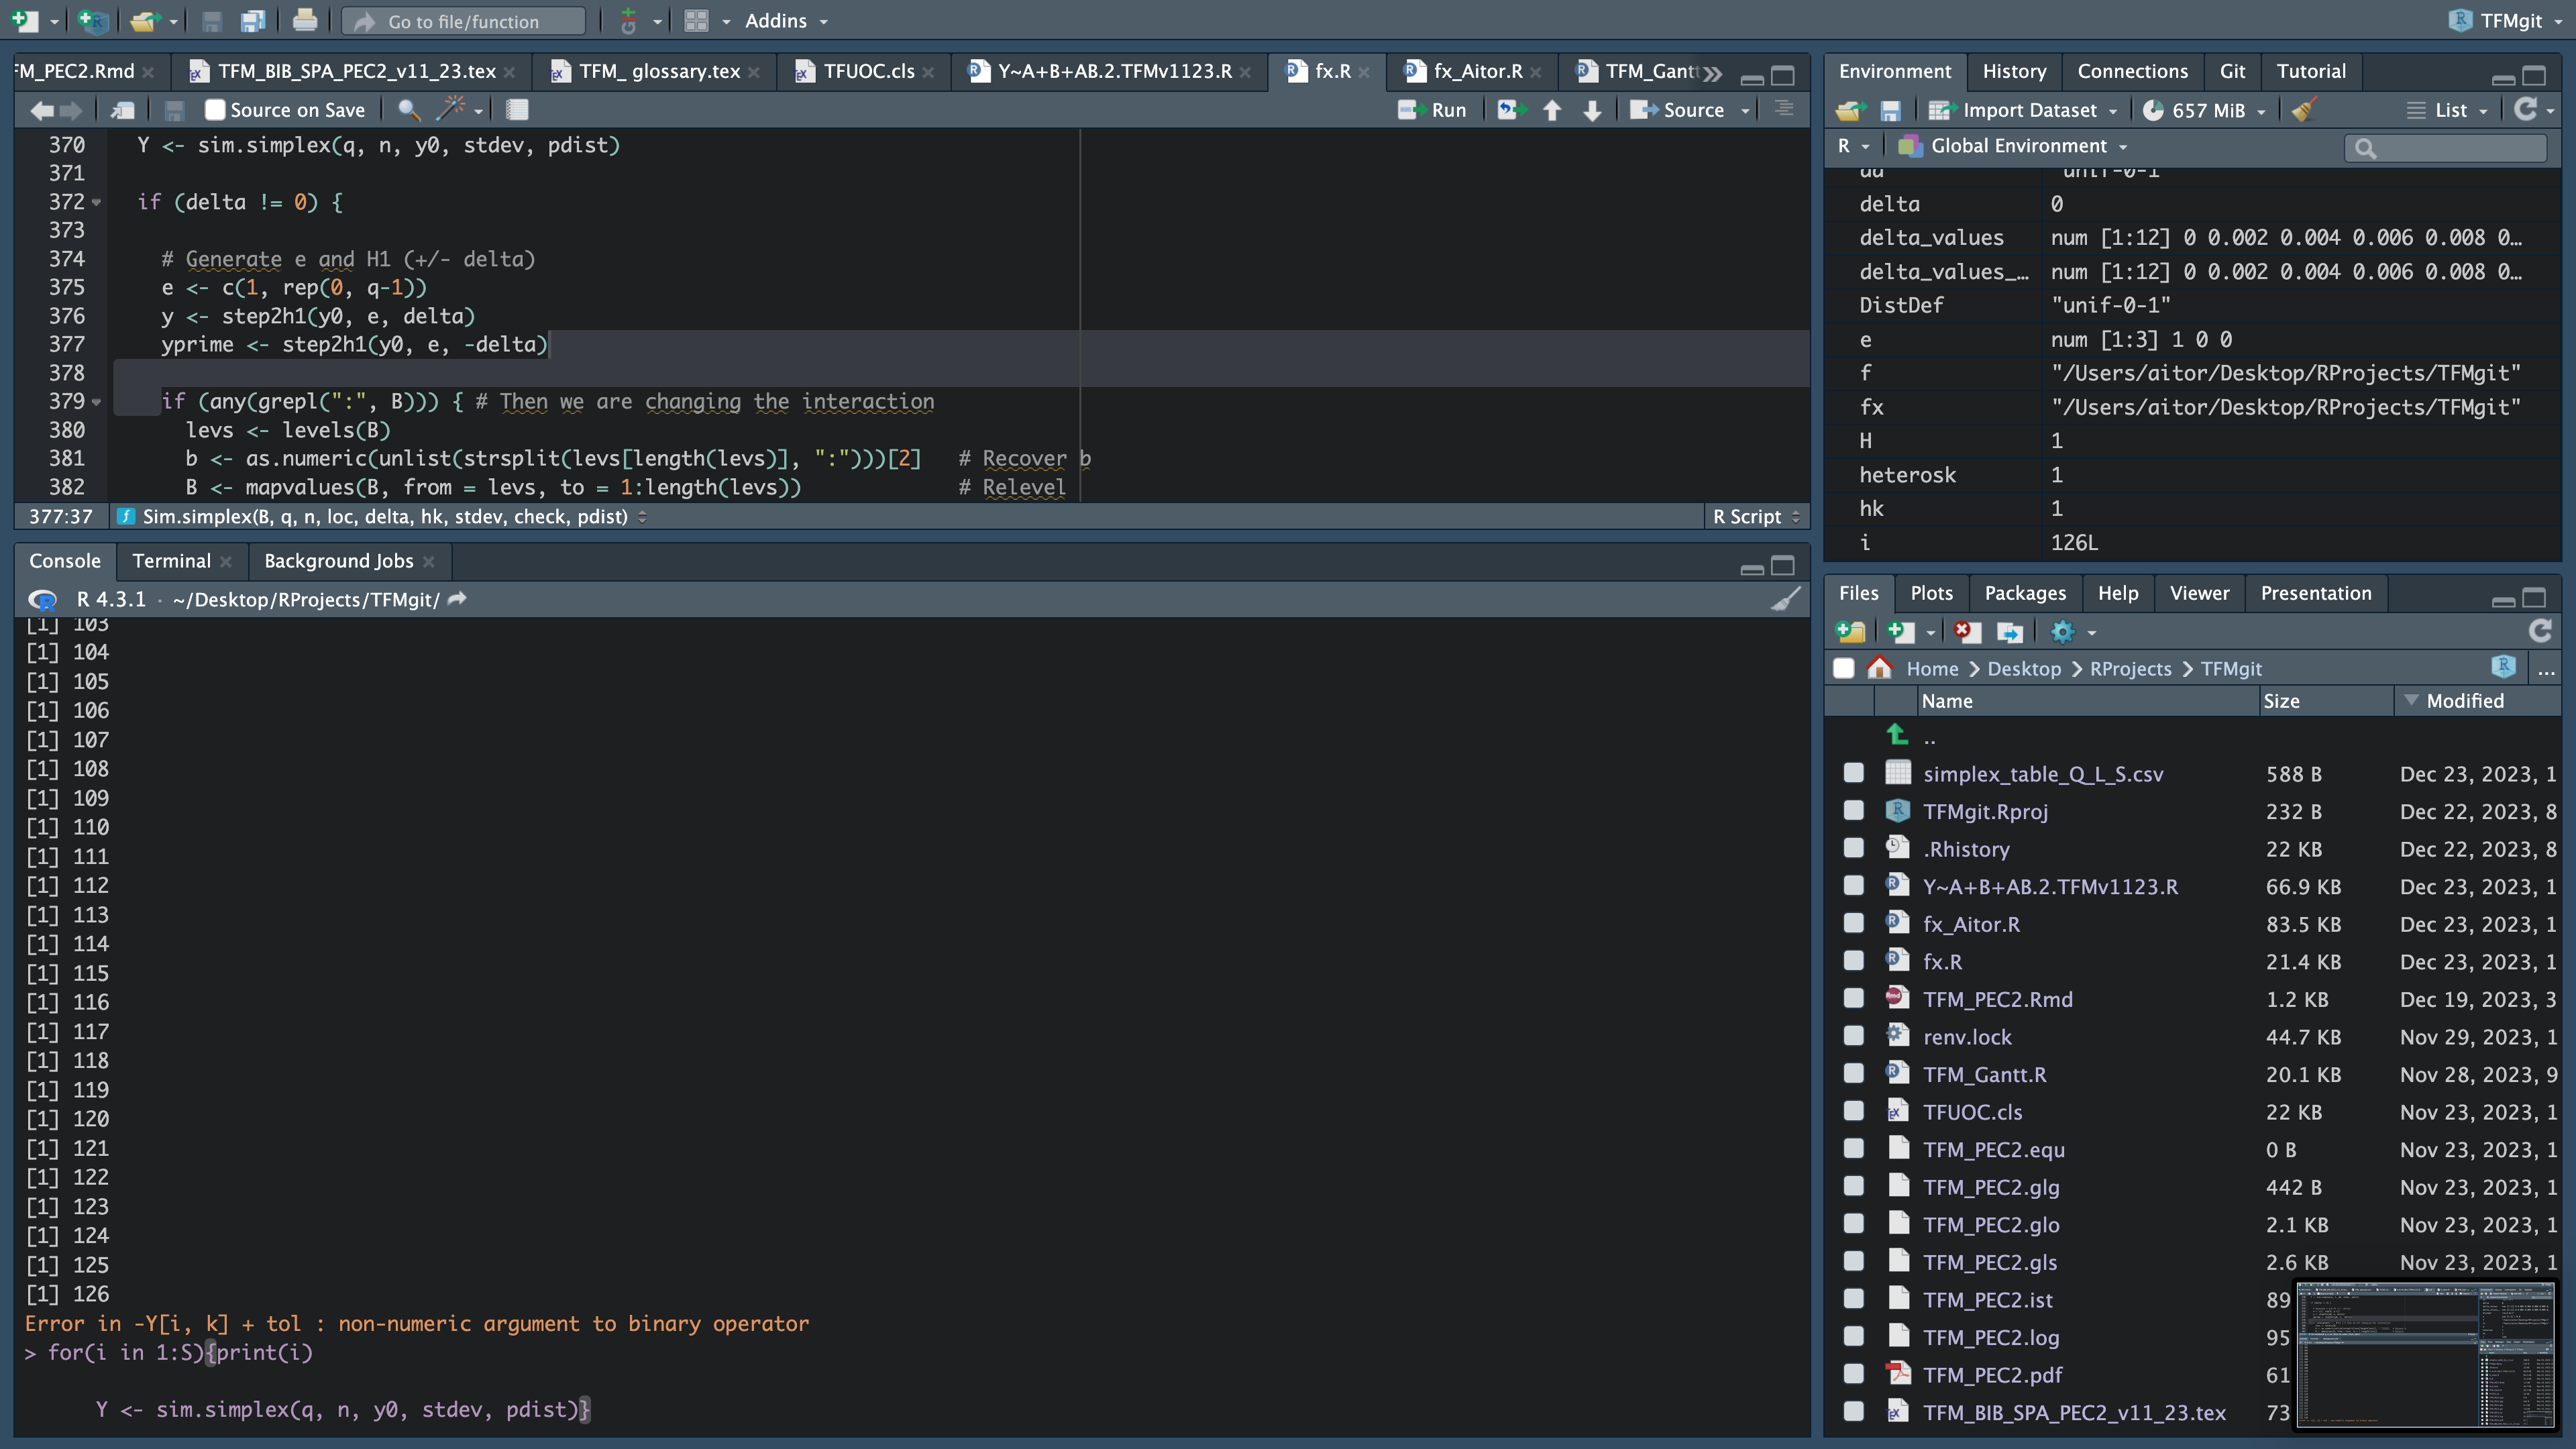 Go to file/function
Addins
TFMgit
FM_PEC2.Rmd
TFM_BIB_SPA_PEC2_v11_23.tex
TFM_ glossary.tex
TFUOC.cls
Y~A+B+AB.2.TFMv1123.R
fx.R
fx_Aitor.R
TFM_Gantt
Source on Save
Run
Source
370 Y <- sim.simplex(q, n, y0, stdev, pdist)
371
372 if (delta != 0) {
373
374 # Generate e and H1 (+/- delta)
375 e <- c(1, rep(0, q-1))
376 y <- step2h1(y0, e, delta)
377 yprime <- step2h1(y0, e, -delta)
378
379 if (any(grepl(":", B))) { # Then we are changing the interaction
380 levs <- levels(B)
381 b <- as.numeric(unlist(strsplit(levs[length(levs)], ":")))[2] # Recover b
382 B <- mapvalues(B, from = levs, to = 1:length(levs)) # Relevel
377:37 Sim.simplex(B, q, n, loc, delta, hk, stdev, check, pdist) R Script
Console Terminal Background Jobs
R 4.3.1 · ~/Desktop/RProjects/TFMgit/
[1] 103
[1] 104
[1] 105
[1] 106
[1] 107
[1] 108
[1] 109
[1] 110
[1] 111
[1] 112
[1] 113
[1] 114
[1] 115
[1] 116
[1] 117
[1] 118
[1] 119
[1] 120
[1] 121
[1] 122
[1] 123
[1] 124
[1] 125
[1] 126
Error in -Y[i, k] + tol : non-numeric argument to binary operator
> for(i in 1:S){print(i)
Y <- sim.simplex(q, n, y0, stdev, pdist)}
Environment History Connections Git Tutorial
Import Dataset 657 MiB List
R Global Environment
"unif-0-1"
delta 0
delta_values num [1:12] 0 0.002 0.004 0.006 0.008 0…
delta_values_… num [1:12] 0 0.002 0.004 0.006 0.008 0…
DistDef "unif-0-1"
e num [1:3] 1 0 0
f "/Users/aitor/Desktop/RProjects/TFMgit"
fx "/Users/aitor/Desktop/RProjects/TFMgit"
H 1
heterosk 1
hk 1
i 126L
Files Plots Packages Help Viewer Presentation
Home Desktop RProjects TFMgit ...
Name Size Modified
..
simplex_table_Q_L_S.csv 588 B Dec 23, 2023, 1
TFMgit.Rproj 232 B Dec 22, 2023, 8
.Rhistory 22 KB Dec 22, 2023, 8
Y~A+B+AB.2.TFMv1123.R 66.9 KB Dec 23, 2023, 1
fx_Aitor.R 83.5 KB Dec 23, 2023, 1
fx.R 21.4 KB Dec 23, 2023, 1
TFM_PEC2.Rmd 1.2 KB Dec 19, 2023, 3
renv.lock 44.7 KB Nov 29, 2023, 1
TFM_Gantt.R 20.1 KB Nov 28, 2023, 9
TFUOC.cls 22 KB Nov 23, 2023, 1
TFM_PEC2.equ 0 B Nov 23, 2023, 1
TFM_PEC2.glg 442 B Nov 23, 2023, 1
TFM_PEC2.glo 2.1 KB Nov 23, 2023, 1
TFM_PEC2.gls 2.6 KB Nov 23, 2023, 1
TFM_PEC2.ist 89
TFM_PEC2.log 95
TFM_PEC2.pdf 61
TFM_BIB_SPA_PEC2_v11_23.tex 73